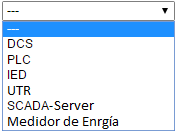 ---
---
DCS
PLC
IED
UTR
SCADA-Server
Medidor de Enrgía